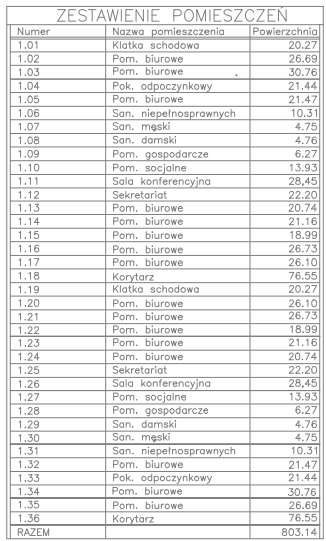 ZESTAWIENIE POMIESZCZEŃ
Numer Nazwa pomieszczenia Powierzchnia
1.01 Klatka schodowa 20.27
1.02 Pom. biurowe 26.69
1.03 Pom. biurowe 30.76
1.04 Pok. odpoczynkowy 21.44
1.05 Pom. biurowe 21.47
1.06 San. niepełnosprawnych 10.31
1.07 San. męski 4.75
1.08 San. damski 4.76
1.09 Pom. gospodarcze 6.27
1.10 Pom. socjalne 13.93
1.11 Sala konferencyjna 28,45
1.12 Sekretariat 22.20
1.13 Pom. biurowe 20.74
1.14 Pom. biurowe 21.16
1.15 Pom. biurowe 18.99
1.16 Pom. biurowe 26.73
1.17 Pom. biurowe 26.10
1.18 Korytarz 76.55
1.19 Klatka schodowa 20.27
1.20 Pom. biurowe 26.10
1.21 Pom. biurowe 26.73
1.22 Pom. biurowe 18.99
1.23 Pom. biurowe 21.16
1.24 Pom. biurowe 20.74
1.25 Sekretariat 22.20
1.26 Sala konferencyjna 28,45
1.27 Pom. socjalne 13.93
1.28 Pom. gospodarcze 6.27
1.29 San. damski 4.76
1.30 San. męski 4.75
1.31 San. niepełnosprawnych 10.31
1.32 Pom. biurowe 21.47
1.33 Pok. odpoczynkowy 21.44
1.34 Pom. biurowe 30.76
1.35 Pom. biurowe 26.69
1.36 Korytarz 76.55
RAZEM 803.14